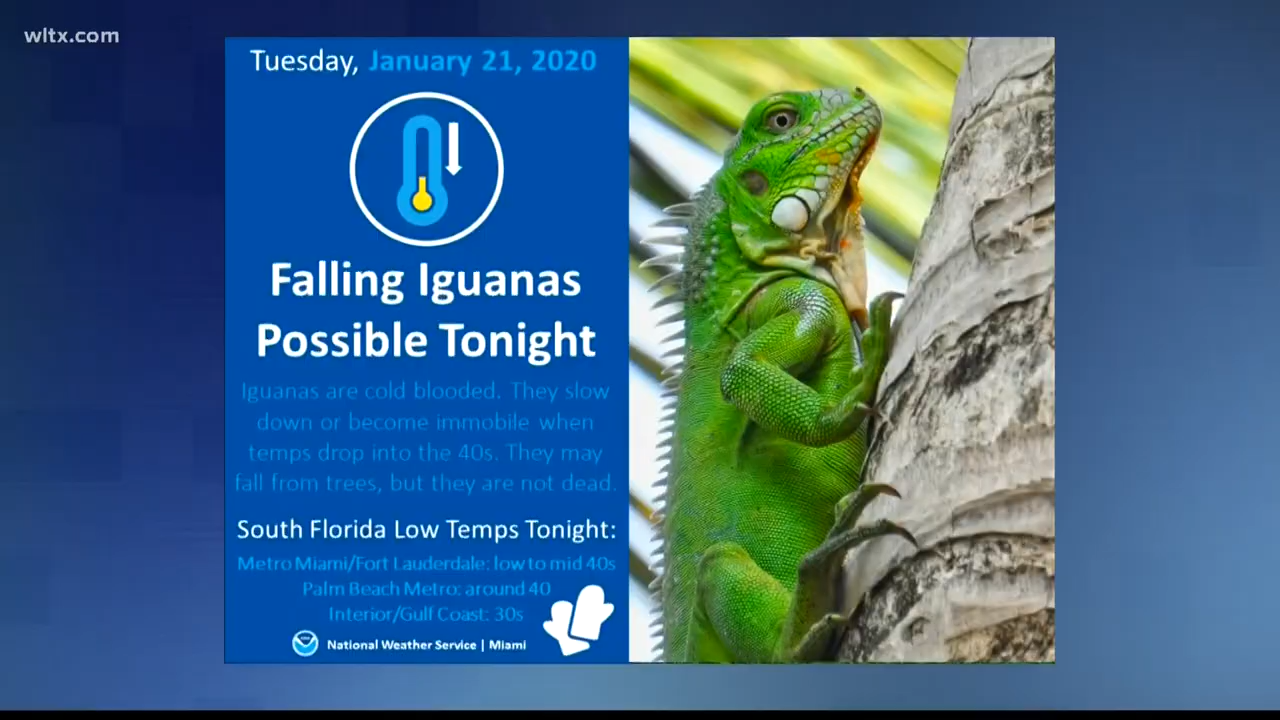 wltx.com
Tuesday, January 21, 2020
Falling Iguanas
Possible Tonight
Iguanas are cold blooded. They slow
down or become immobile when
temps drop into the 40s. They may
fall from trees, but they are not dead.
South Florida Low Temps Tonight:
Metro Miami/Fort Lauderdale: low to mid 40s
Palm Beach Metro: around 40
Interior/Gulf Coast: 30s
National Weather Service | Miami